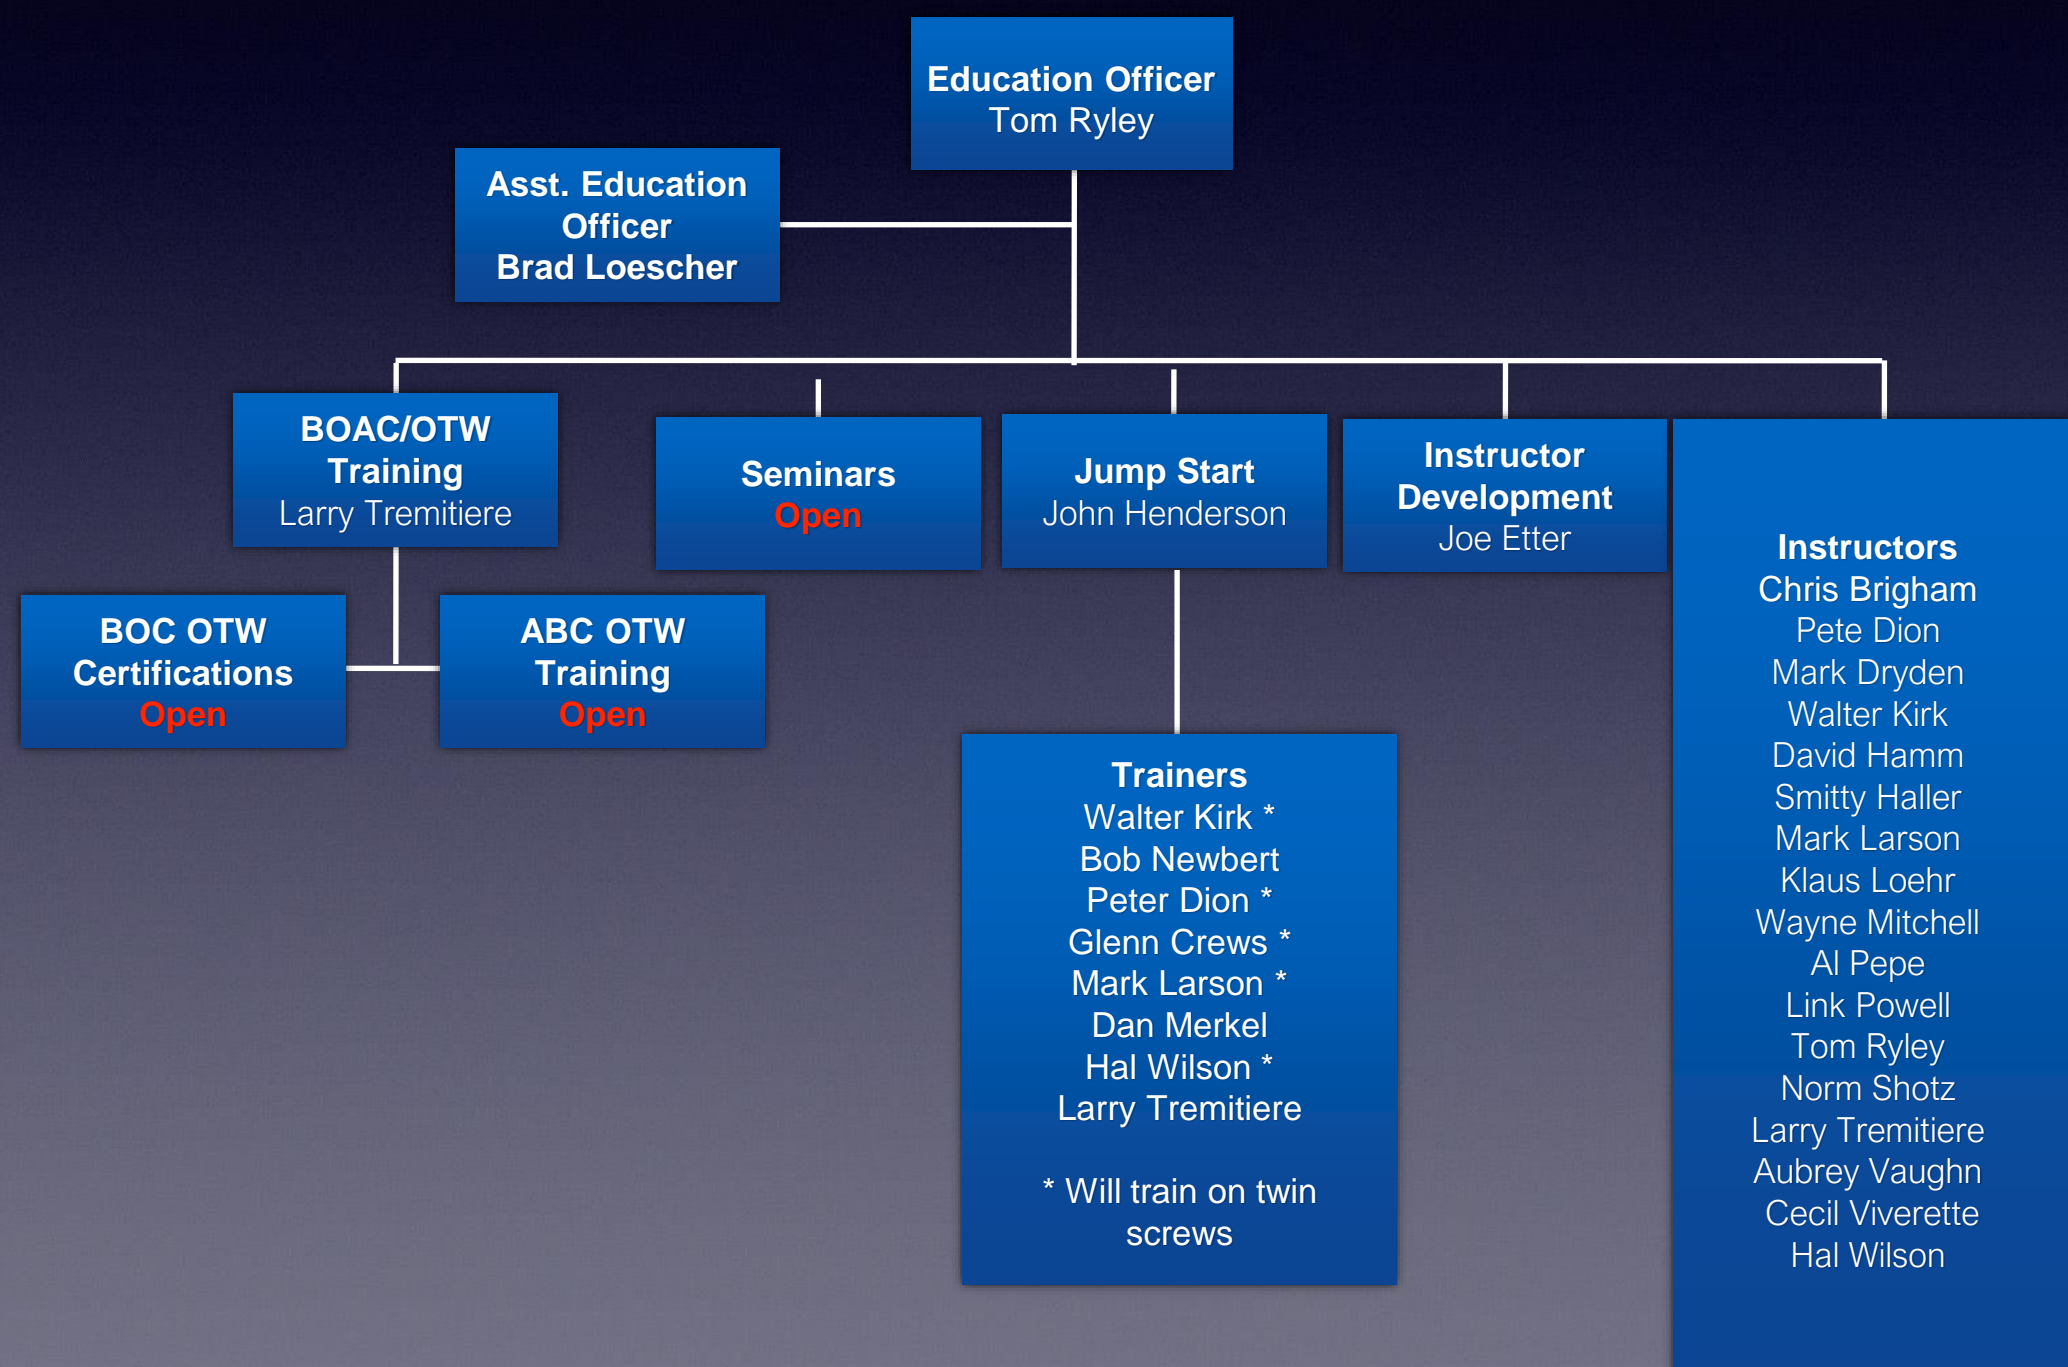 Education Officer
Tom Ryley
Asst. Education
Officer
Brad Loescher
BOAC/OTW
Training
Larry Tremitiere
Seminars
Open
Jump Start
John Henderson
Instructor
Development
Joe Etter
BOC OTW
Certifications
Open
ABC OTW
Training
Open
Trainers
Walter Kirk *
Bob Newbert
Peter Dion *
Glenn Crews *
Mark Larson *
Dan Merkel
Hal Wilson *
Larry Tremitiere
* Will train on twin
screws
Instructors
Chris Brigham
Pete Dion
Mark Dryden
Walter Kirk
David Hamm
Smitty Haller
Mark Larson
Klaus Loehr
Wayne Mitchell
Al Pepe
Link Powell
Tom Ryley
Norm Shotz
Larry Tremitiere
Aubrey Vaughn
Cecil Viverette
Hal Wilson